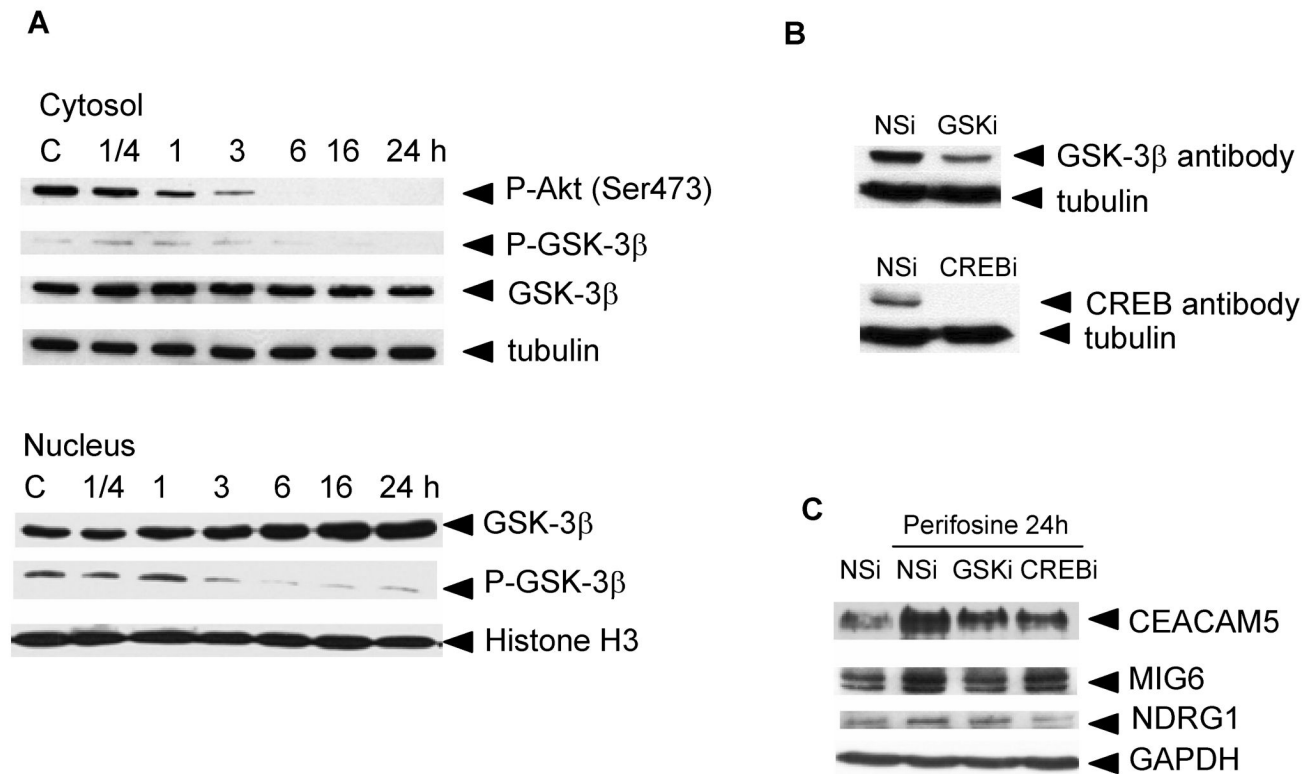 A
Cytosol
C 1/4 1 3 6 16 24 h
P-Akt (Ser473)
P-GSK-3β
GSK-3β
tubulin
Nucleus
C 1/4 1 3 6 16 24 h
GSK-3β
P-GSK-3β
Histone H3
B
NSi GSKi
GSK-3β antibody
tubulin
NSi CREBi
CREB antibody
tubulin
C
Perifosine 24h
NSi NSi GSKi CREBi
CEACAM5
MIG6
NDRG1
GAPDH